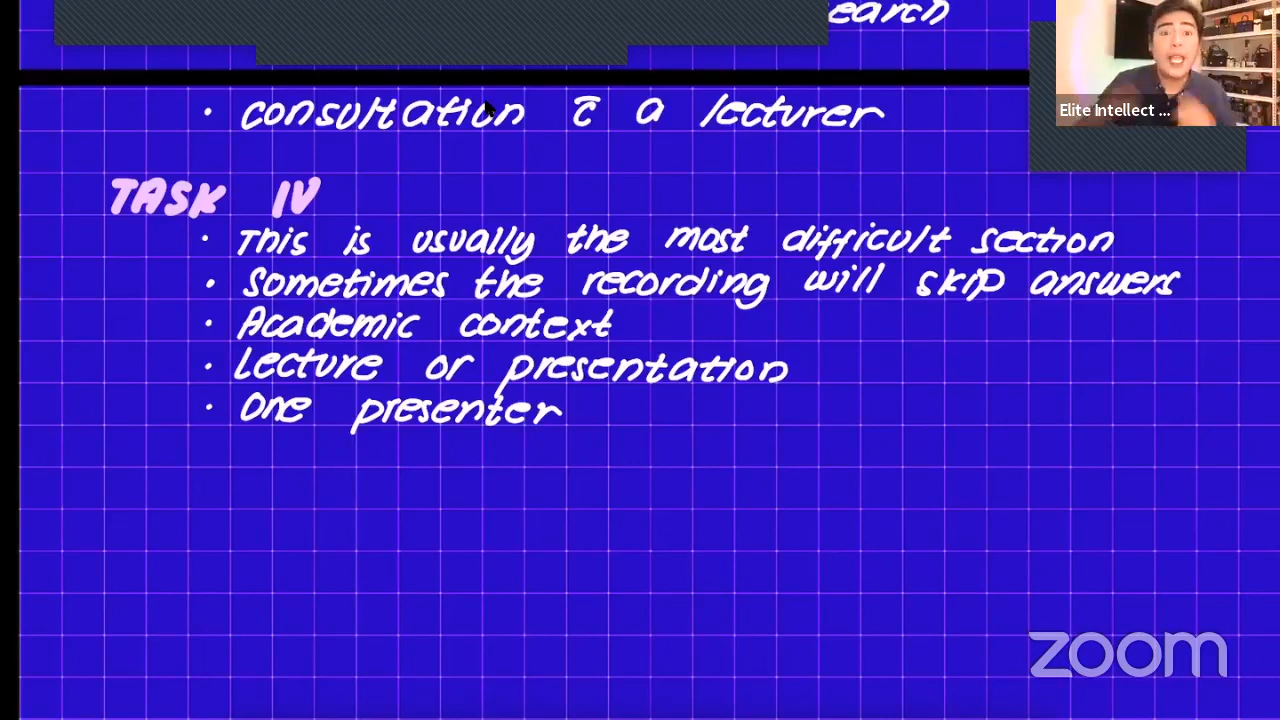 earch
Elite Intellect ...
• consultation c̄ a lecturer
TASK IV
• This is usually the most difficult section
• Sometimes the recording will skip answers
• Academic context
• Lecture or presentation
• One presenter
zoom